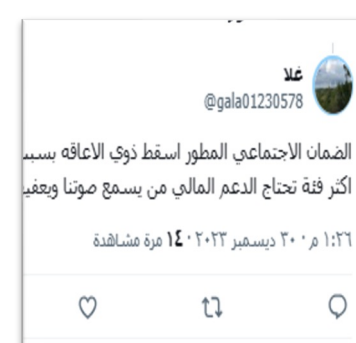 غلا
@gala01230578
الضمان الاجتماعي المطور اسقط ذوي الاعاقه بسبب
اكثر فئة تحتاج الدعم المالي من يسمع صوتنا ويعفي
١:٢٦ م · ٣٠ ديسمبر ٢٠٢٣ · ١٤ مرة مشاهدة